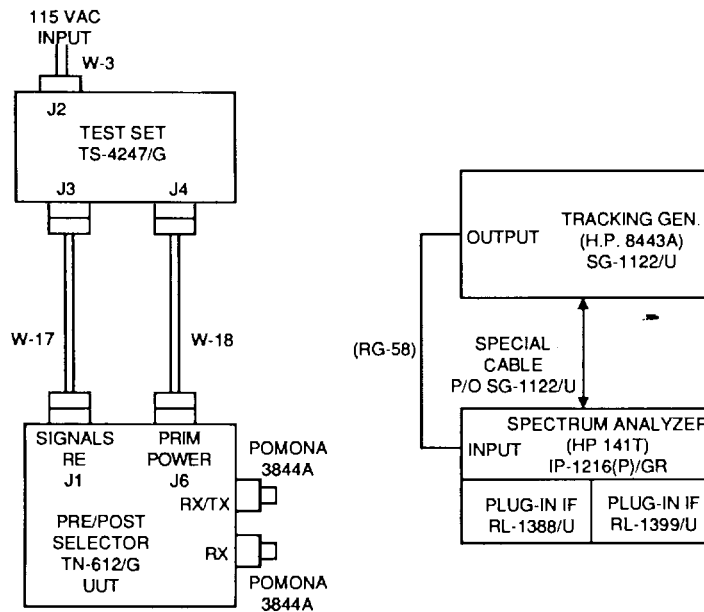 115 VAC
INPUT
W-3
J2
TEST SET
TS-4247/G
J3
J4
W-17
W-18
SIGNALS
RE
J1
PRIM
POWER
J6
POMONA
3844A
RX/TX
PRE/POST
SELECTOR
TN-612/G
UUT
RX
POMONA
3844A
TRACKING GEN.
(H.P. 8443A)
SG-1122/U
OUTPUT
(RG-58)
SPECIAL
CABLE
P/O SG-1122/U
SPECTRUM ANALYZER
(HP 141T)
IP-1216(P)/GR
INPUT
PLUG-IN IF
RL-1388/U
PLUG-IN IF
RL-1399/U